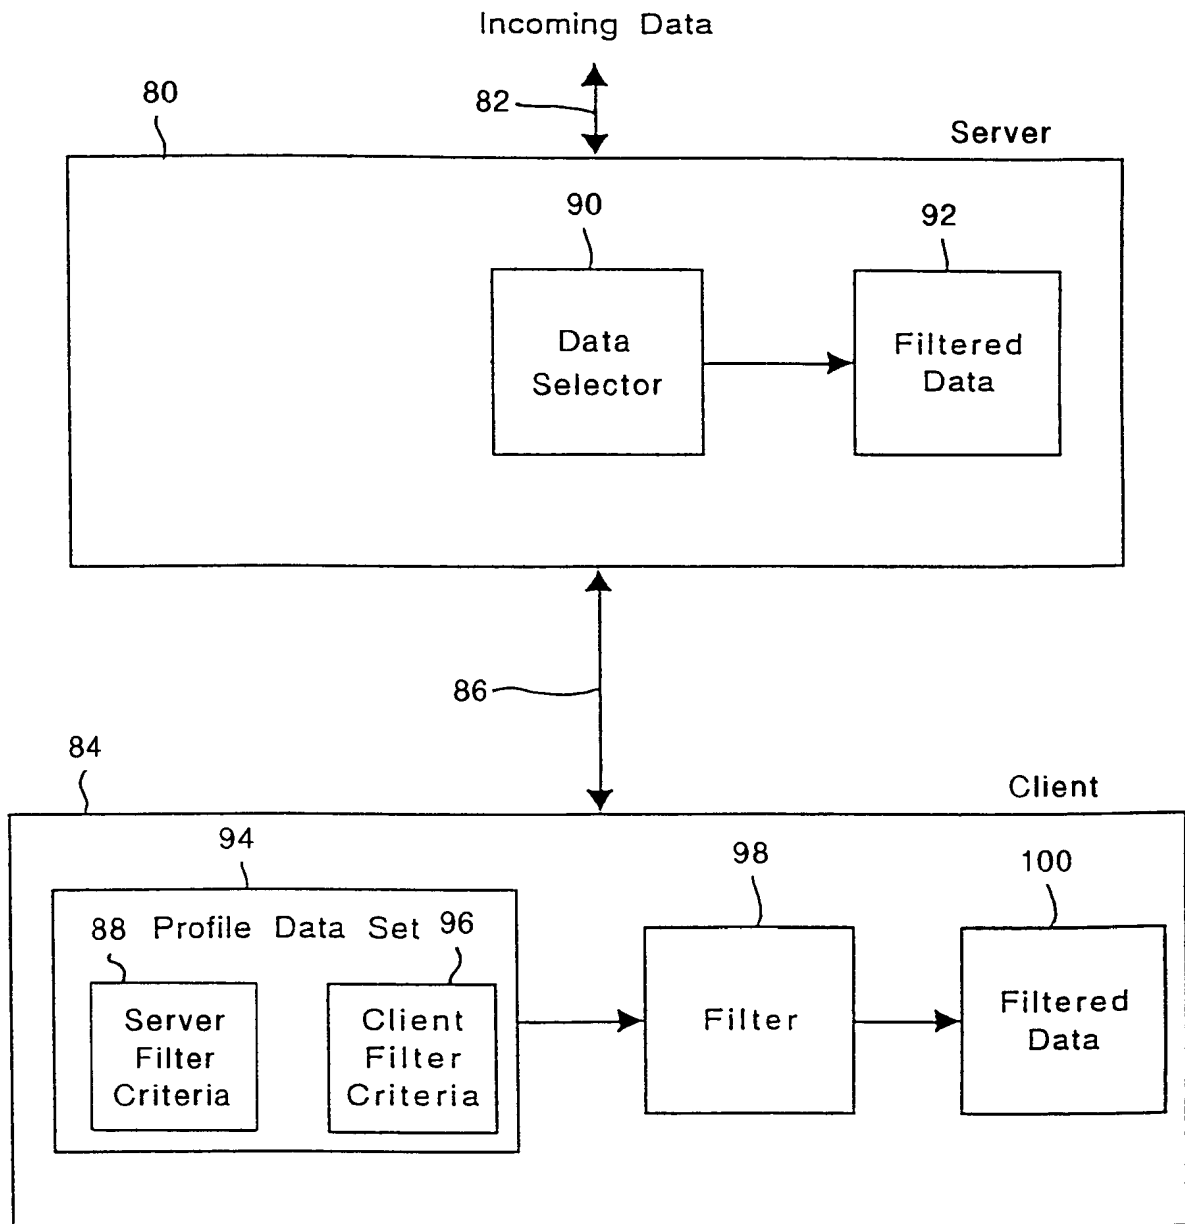 Incoming Data
82
80
Server
90
92
Data
Selector
Filtered
Data
86
84
Client
94
98
100
88 Profile Data Set 96
Server
Filter
Criteria
Client
Filter
Criteria
Filter
Filtered
Data